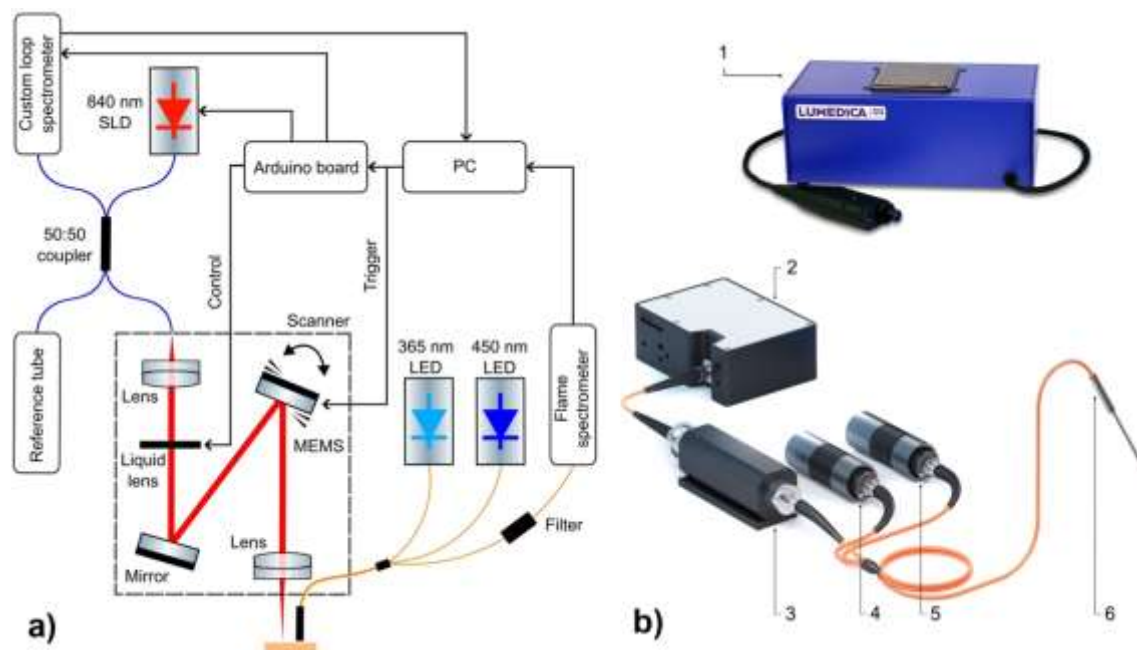 Custom loop
spectrometer
840 nm
SLD
Arduino board
PC
50:50
coupler
Control
Trigger
Reference tube
Scanner
Lens
Liquid
lens
MEMS
Mirror
Lens
365 nm
LED
450 nm
LED
Flame
spectrometer
Filter
a)
1
LUMEDICA
2
3
4
5
6
b)